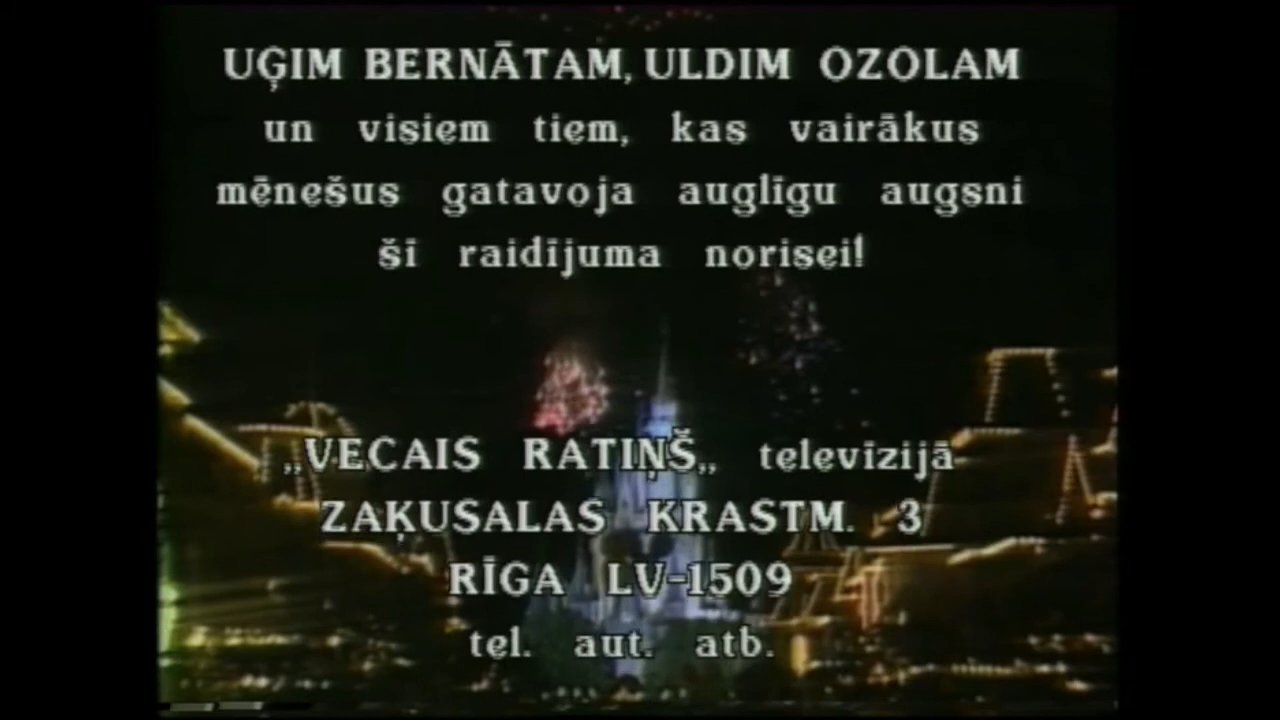 UĢIM BERNĀTAM, ULDIM OZOLAM
un visiem tiem, kas vairākus
mēnešus gatavoja auglīgu augsni
šī raidījuma norisei!
„VECAIS RATIŅŠ„ televīzijā
ZAĶUSALAS KRASTM. 3
RĪGA LV-1509
tel. aut. atb.